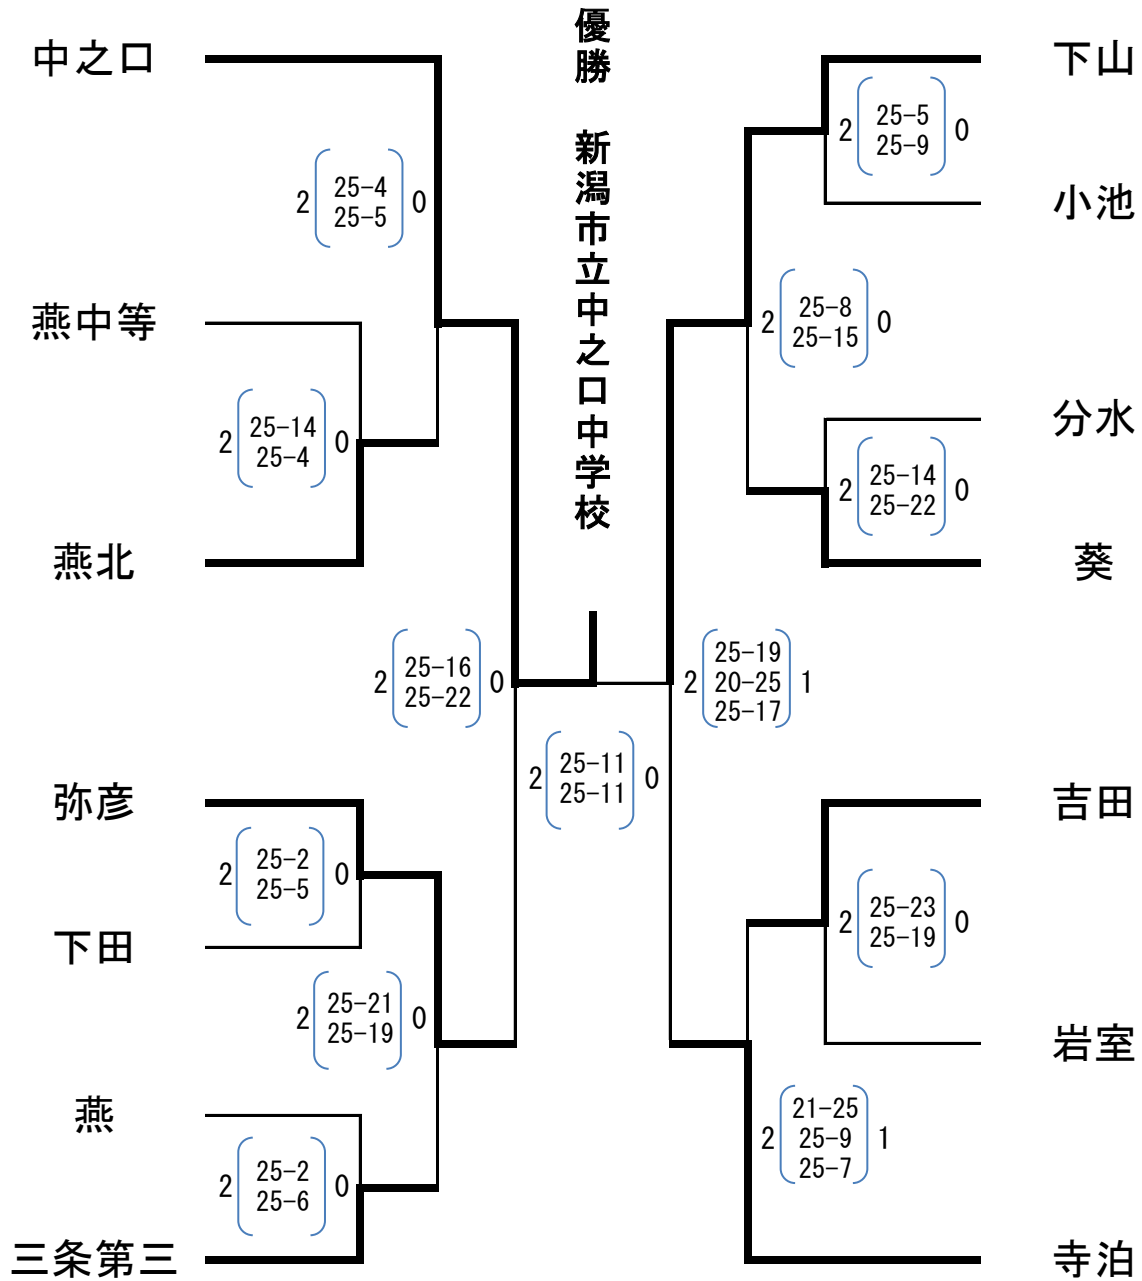 優勝　新潟市立中之口中学校
中之口
2 25-4 0
25-5
燕中等
2 25-14 0
25-4
燕北
2 25-16 0
25-22
弥彦
2 25-2 0
25-5
下田
2 25-21 0
25-19
燕
2 25-2 0
25-6
三条第三
2 25-11 0
25-11
下山
2 25-5 0
25-9
小池
2 25-8 0
25-15
分水
2 25-14 0
25-22
葵
2 25-19 1
20-25
25-17
吉田
2 25-23 0
25-19
岩室
2 21-25 1
25-9
25-7
寺泊